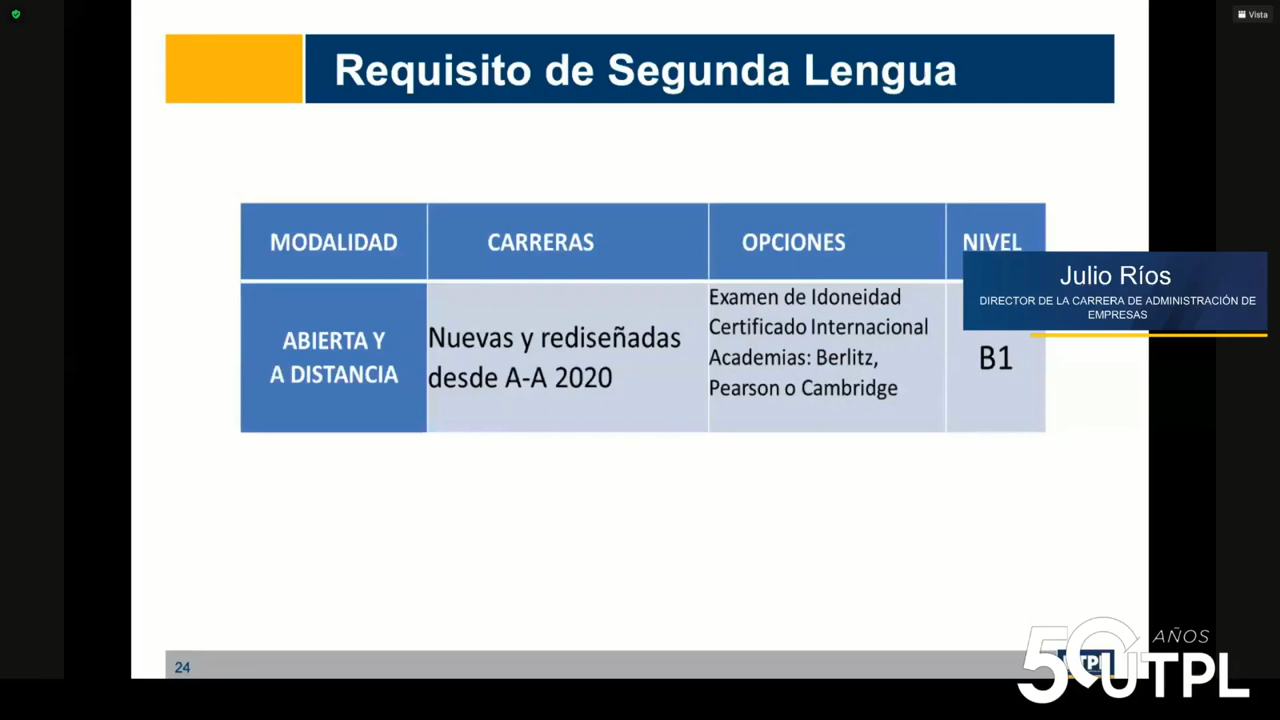 Vista
Requisito de Segunda Lengua
MODALIDAD
CARRERAS
OPCIONES
NIVEL
ABIERTA Y
A DISTANCIA
Nuevas y rediseñadas
desde A-A 2020
Examen de Idoneidad
Certificado Internacional
Academias: Berlitz,
Pearson o Cambridge
B1
Julio Ríos
DIRECTOR DE LA CARRERA DE ADMINISTRACIÓN DE
EMPRESAS
24
50 AÑOS
UTPL